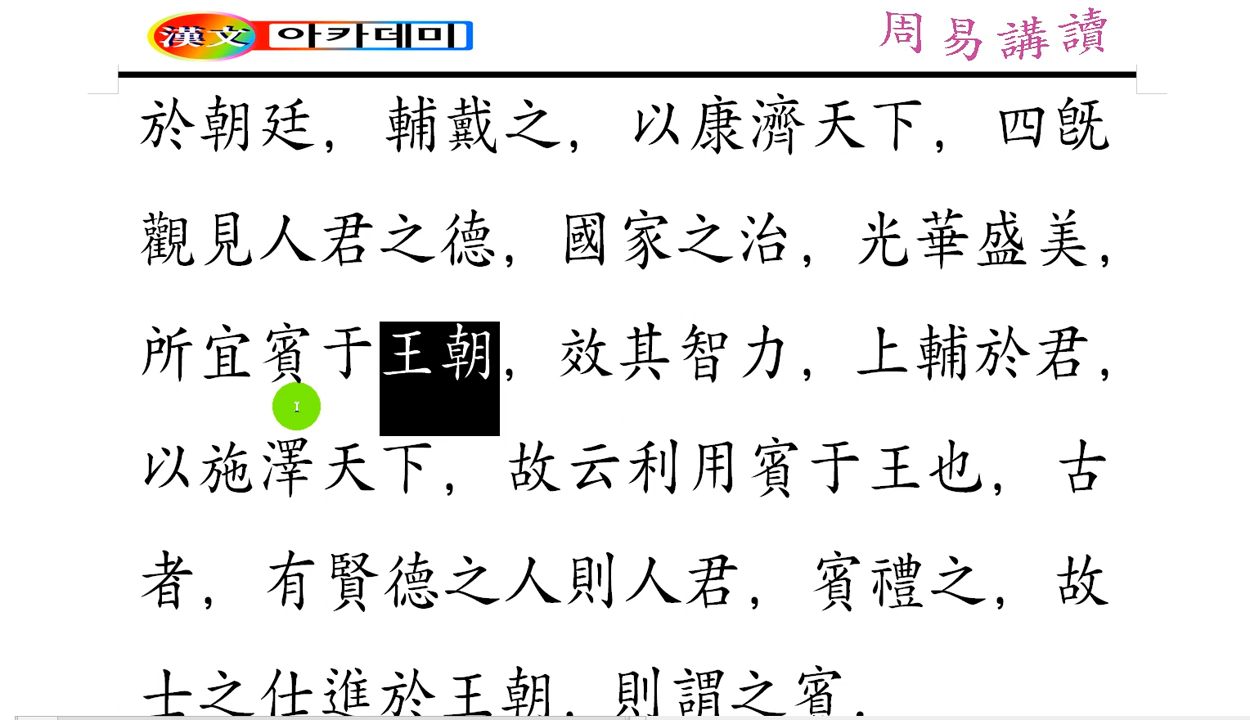 漢文 아카데미
周易講讀
於朝廷, 輔戴之, 以康濟天下, 四旣
觀見人君之德, 國家之治, 光華盛美,
所宜賓于王朝, 效其智力, 上輔於君,
以施澤天下, 故云利用賓于王也, 古
者, 有賢德之人則人君, 賓禮之, 故
士之仕進於王朝, 則謂之賓.